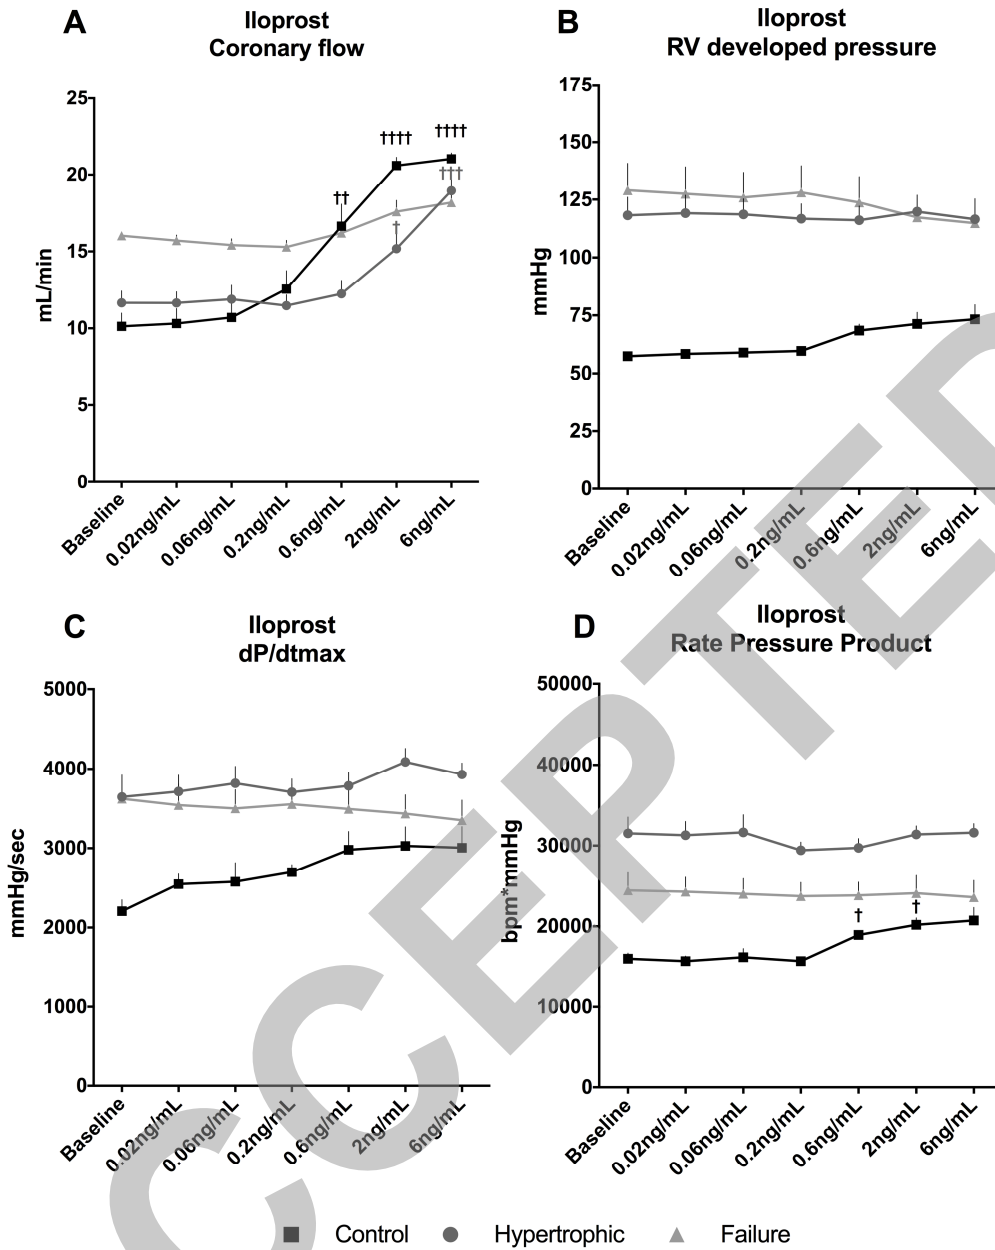 A
Iloprost
Coronary flow
25
20
15
10
5
0
mL/min
††
††††
††††
†
†††
Baseline
0.02ng/mL
0.06ng/mL
0.2ng/mL
0.6ng/mL
2ng/mL
6ng/mL
B
Iloprost
RV developed pressure
175
150
125
100
75
50
25
0
mmHg
Baseline
0.02ng/mL
0.06ng/mL
0.2ng/mL
0.6ng/mL
2ng/mL
6ng/mL
C
Iloprost
dP/dtmax
5000
4000
3000
2000
1000
0
mmHg/sec
Baseline
0.02ng/mL
0.06ng/mL
0.2ng/mL
0.6ng/mL
2ng/mL
6ng/mL
D
Iloprost
Rate Pressure Product
50000
40000
30000
20000
10000
0
bpm*mmHg
†
†
Baseline
0.02ng/mL
0.06ng/mL
0.2ng/mL
0.6ng/mL
2ng/mL
6ng/mL
Control Hypertrophic Failure
CCEPTED